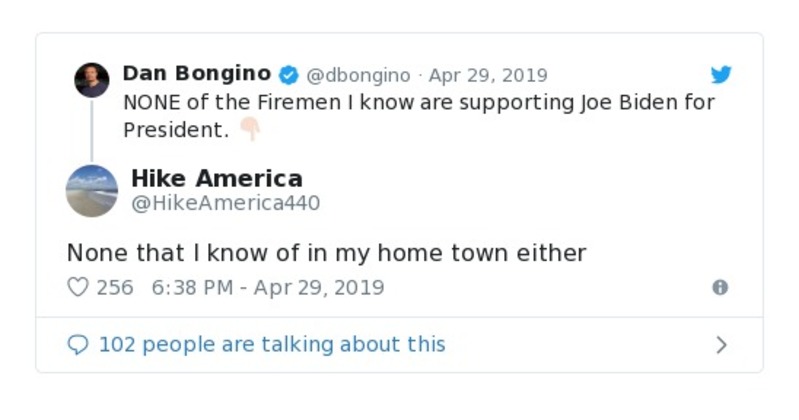 Dan Bongino @dbongino · Apr 29, 2019
NONE of the Firemen I know are supporting Joe Biden for
President. 👇🏻
Hike America
@HikeAmerica440
None that I know of in my home town either
256 6:38 PM - Apr 29, 2019
102 people are talking about this